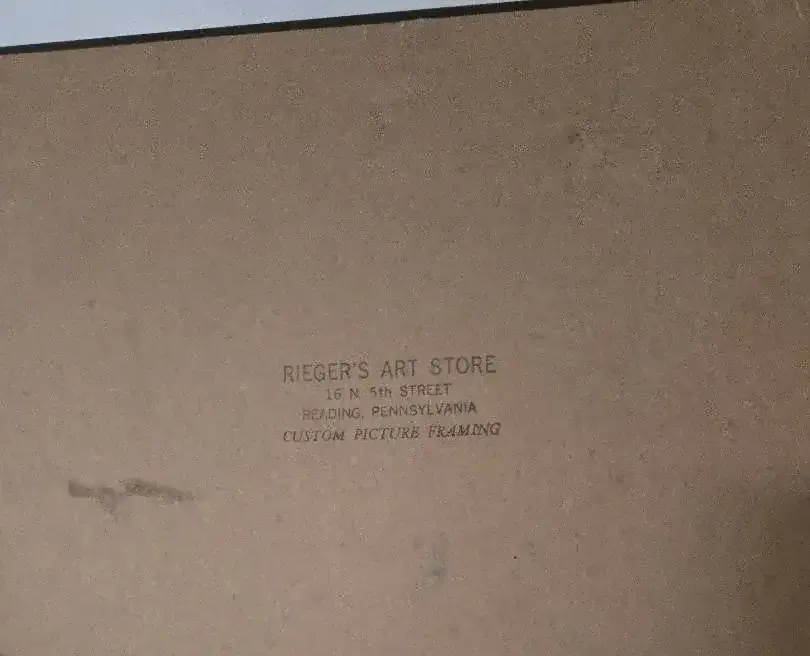 RIEGER'S ART STORE
16 N. 5th STREET
READING, PENNSYLVANIA
CUSTOM PICTURE FRAMING